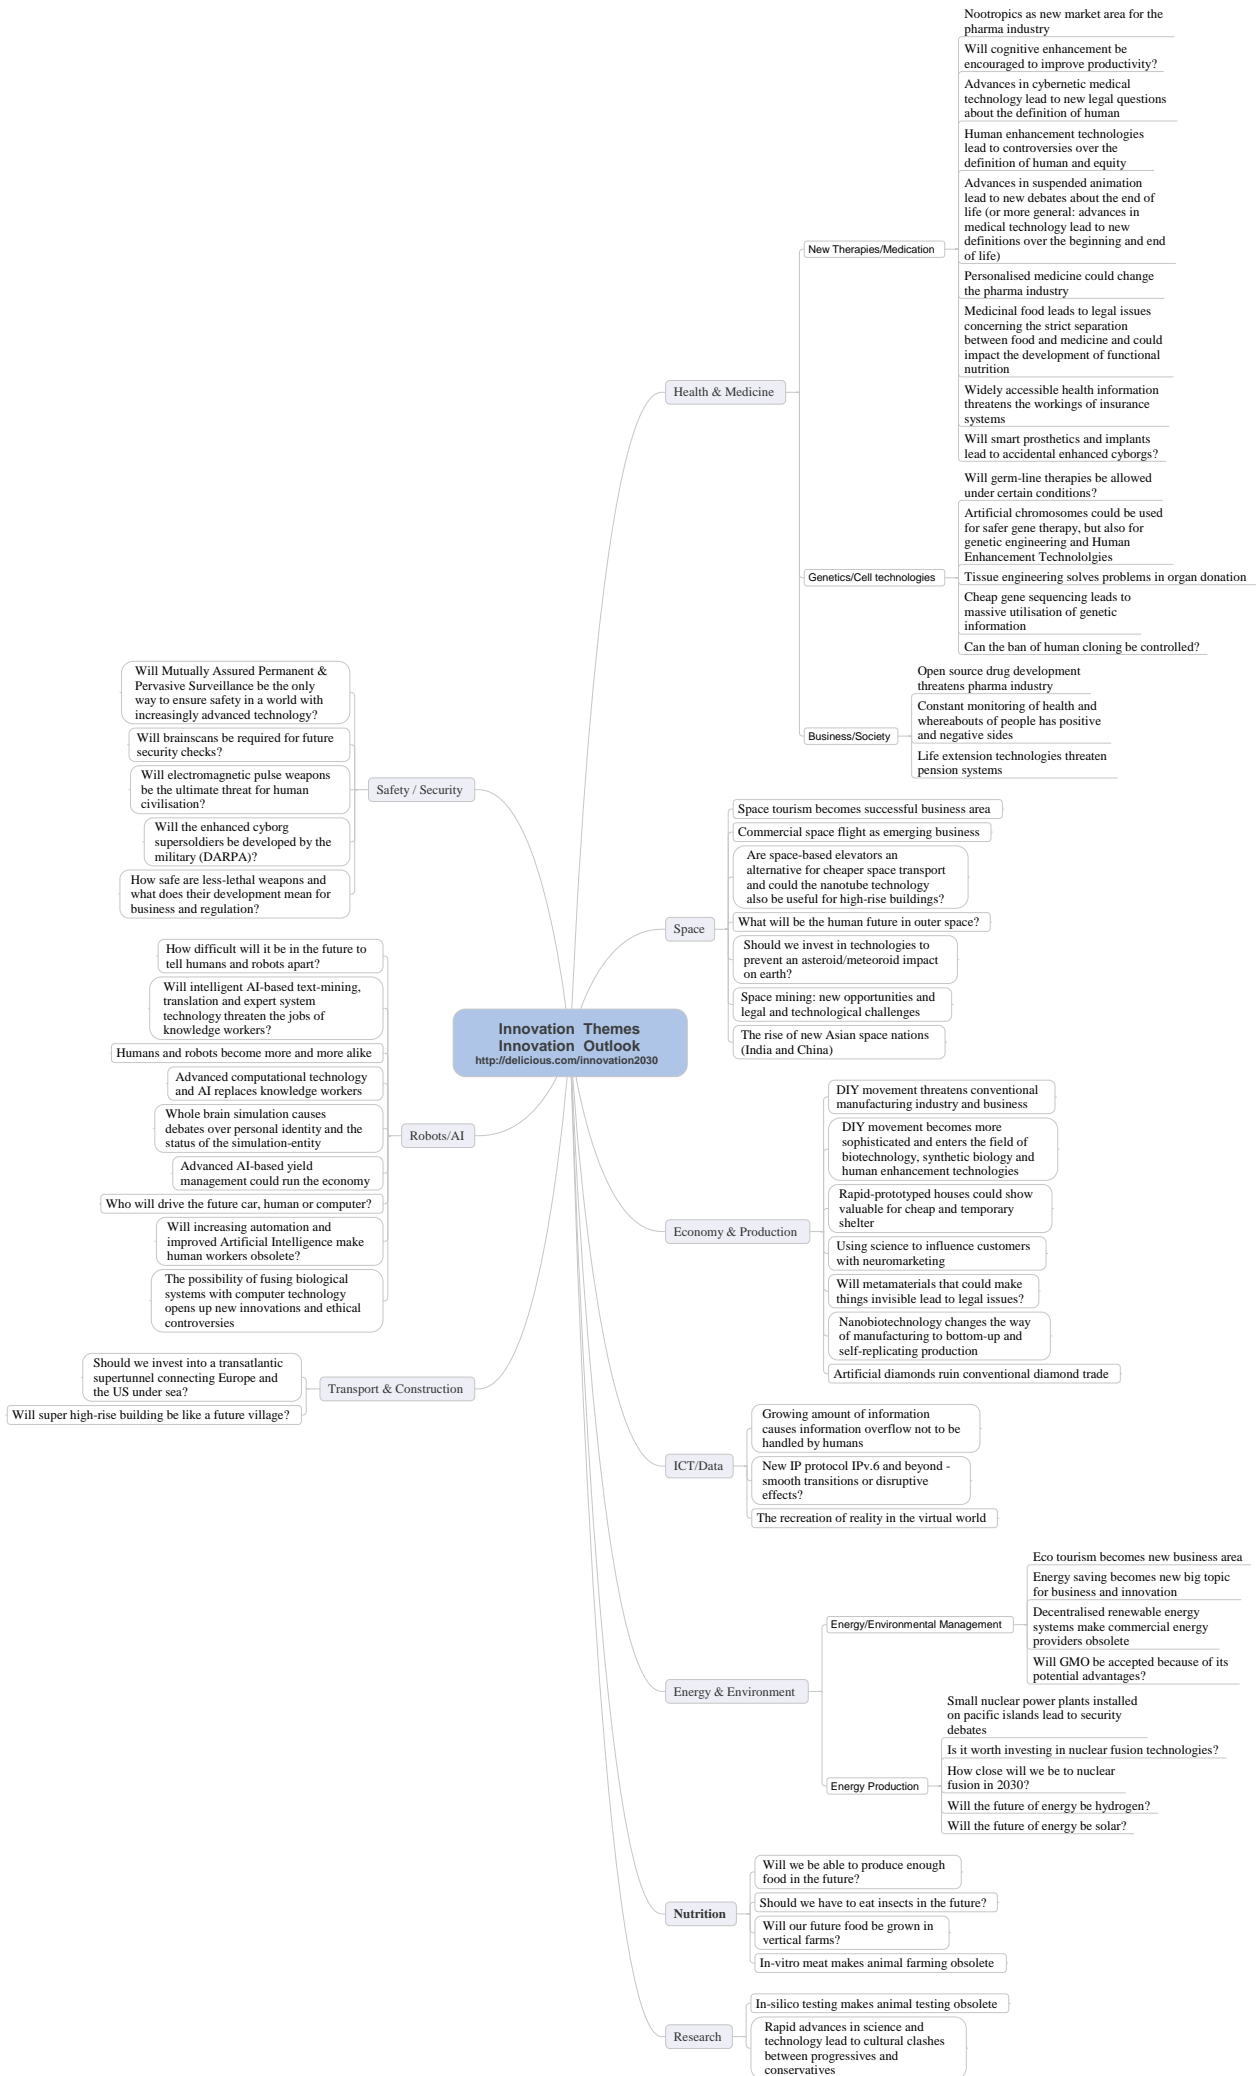 Innovation Themes
Innovation Outlook
http://delicious.com/innovation2030
Health & Medicine
New Therapies/Medication
Nootropics as new market area for the
pharma industry
Will cognitive enhancement be
encouraged to improve productivity?
Advances in cybernetic medical
technology lead to new legal questions
about the definition of human
Human enhancement technologies
lead to controversies over the
definition of human and equity
Advances in suspended animation
lead to new debates about the end of
life (or more general: advances in
medical technology lead to new
definitions over the beginning and end
of life)
Personalised medicine could change
the pharma industry
Medicinal food leads to legal issues
concerning the strict separation
between food and medicine and could
impact the development of functional
nutrition
Widely accessible health information
threatens the workings of insurance
systems
Will smart prosthetics and implants
lead to accidental enhanced cyborgs?
Genetics/Cell technologies
Will germ-line therapies be allowed
under certain conditions?
Artificial chromosomes could be used
for safer gene therapy, but also for
genetic engineering and Human
Enhancement Technololgies
Tissue engineering solves problems in organ donation
Cheap gene sequencing leads to
massive utilisation of genetic
information
Can the ban of human cloning be controlled?
Business/Society
Open source drug development
threatens pharma industry
Constant monitoring of health and
whereabouts of people has positive
and negative sides
Life extension technologies threaten
pension systems
Space
Space tourism becomes successful business area
Commercial space flight as emerging business
Are space-based elevators an
alternative for cheaper space transport
and could the nanotube technology
also be useful for high-rise buildings?
What will be the human future in outer space?
Should we invest in technologies to
prevent an asteroid/meteoroid impact
on earth?
Space mining: new opportunities and
legal and technological challenges
The rise of new Asian space nations
(India and China)
Economy & Production
DIY movement threatens conventional
manufacturing industry and business
DIY movement becomes more
sophisticated and enters the field of
biotechnology, synthetic biology and
human enhancement technologies
Rapid-prototyped houses could show
valuable for cheap and temporary
shelter
Using science to influence customers
with neuromarketing
Will metamaterials that could make
things invisible lead to legal issues?
Nanobiotechnology changes the way
of manufacturing to bottom-up and
self-replicating production
Artificial diamonds ruin conventional diamond trade
ICT/Data
Growing amount of information
causes information overflow not to be
handled by humans
New IP protocol IPv.6 and beyond -
smooth transitions or disruptive
effects?
The recreation of reality in the virtual world
Energy & Environment
Energy/Environmental Management
Eco tourism becomes new business area
Energy saving becomes new big topic
for business and innovation
Decentralised renewable energy
systems make commercial energy
providers obsolete
Will GMO be accepted because of its
potential advantages?
Energy Production
Small nuclear power plants installed
on pacific islands lead to security
debates
Is it worth investing in nuclear fusion technologies?
How close will we be to nuclear
fusion in 2030?
Will the future of energy be hydrogen?
Will the future of energy be solar?
Nutrition
Will we be able to produce enough
food in the future?
Should we have to eat insects in the future?
Will our future food be grown in
vertical farms?
In-vitro meat makes animal farming obsolete
Research
In-silico testing makes animal testing obsolete
Rapid advances in science and
technology lead to cultural clashes
between progressives and
conservatives
Safety / Security
Will Mutually Assured Permanent &
Pervasive Surveillance be the only
way to ensure safety in a world with
increasingly advanced technology?
Will brainscans be required for future
security checks?
Will electromagnetic pulse weapons
be the ultimate threat for human
civilisation?
Will the enhanced cyborg
supersoldiers be developed by the
military (DARPA)?
How safe are less-lethal weapons and
what does their development mean for
business and regulation?
Robots/AI
How difficult will it be in the future to
tell humans and robots apart?
Will intelligent AI-based text-mining,
translation and expert system
technology threaten the jobs of
knowledge workers?
Humans and robots become more and more alike
Advanced computational technology
and AI replaces knowledge workers
Whole brain simulation causes
debates over personal identity and the
status of the simulation-entity
Advanced AI-based yield
management could run the economy
Who will drive the future car, human or computer?
Will increasing automation and
improved Artificial Intelligence make
human workers obsolete?
The possibility of fusing biological
systems with computer technology
opens up new innovations and ethical
controversies
Transport & Construction
Should we invest into a transatlantic
supertunnel connecting Europe and
the US under sea?
Will super high-rise building be like a future village?